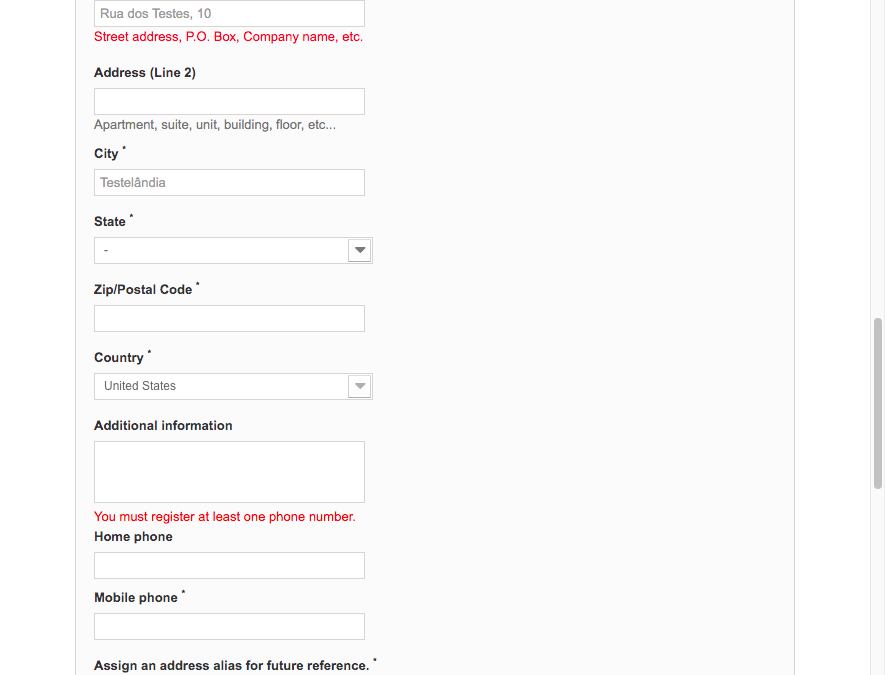 Rua dos Testes, 10
Street address, P.O. Box, Company name, etc.
Address (Line 2)
Apartment, suite, unit, building, floor, etc...
City *
Testelândia
State *
-
Zip/Postal Code *
Country *
United States
Additional information
You must register at least one phone number.
Home phone
Mobile phone *
Assign an address alias for future reference. *